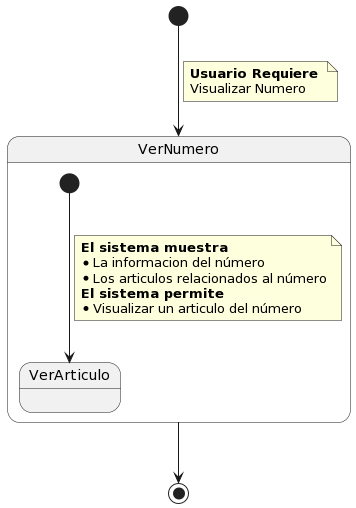 Usuario Requiere
Visualizar Numero
VerNumero
El sistema muestra
• La informacion del número
• Los articulos relacionados al número
El sistema permite
• Visualizar un articulo del número
VerArticulo